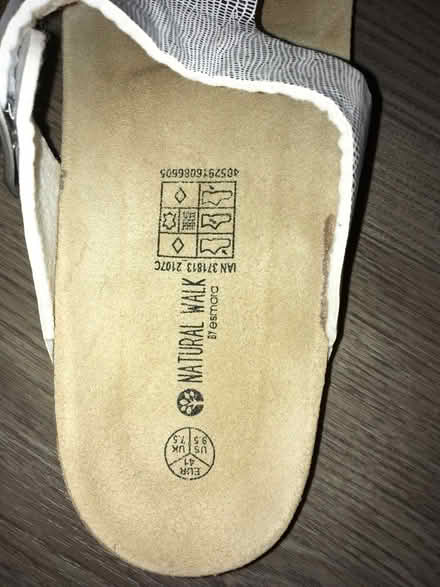 EUR
41
US UK
9.5 7.5
NATURAL WALK
BY esmara
IAN 371813_2107C
4052916086605